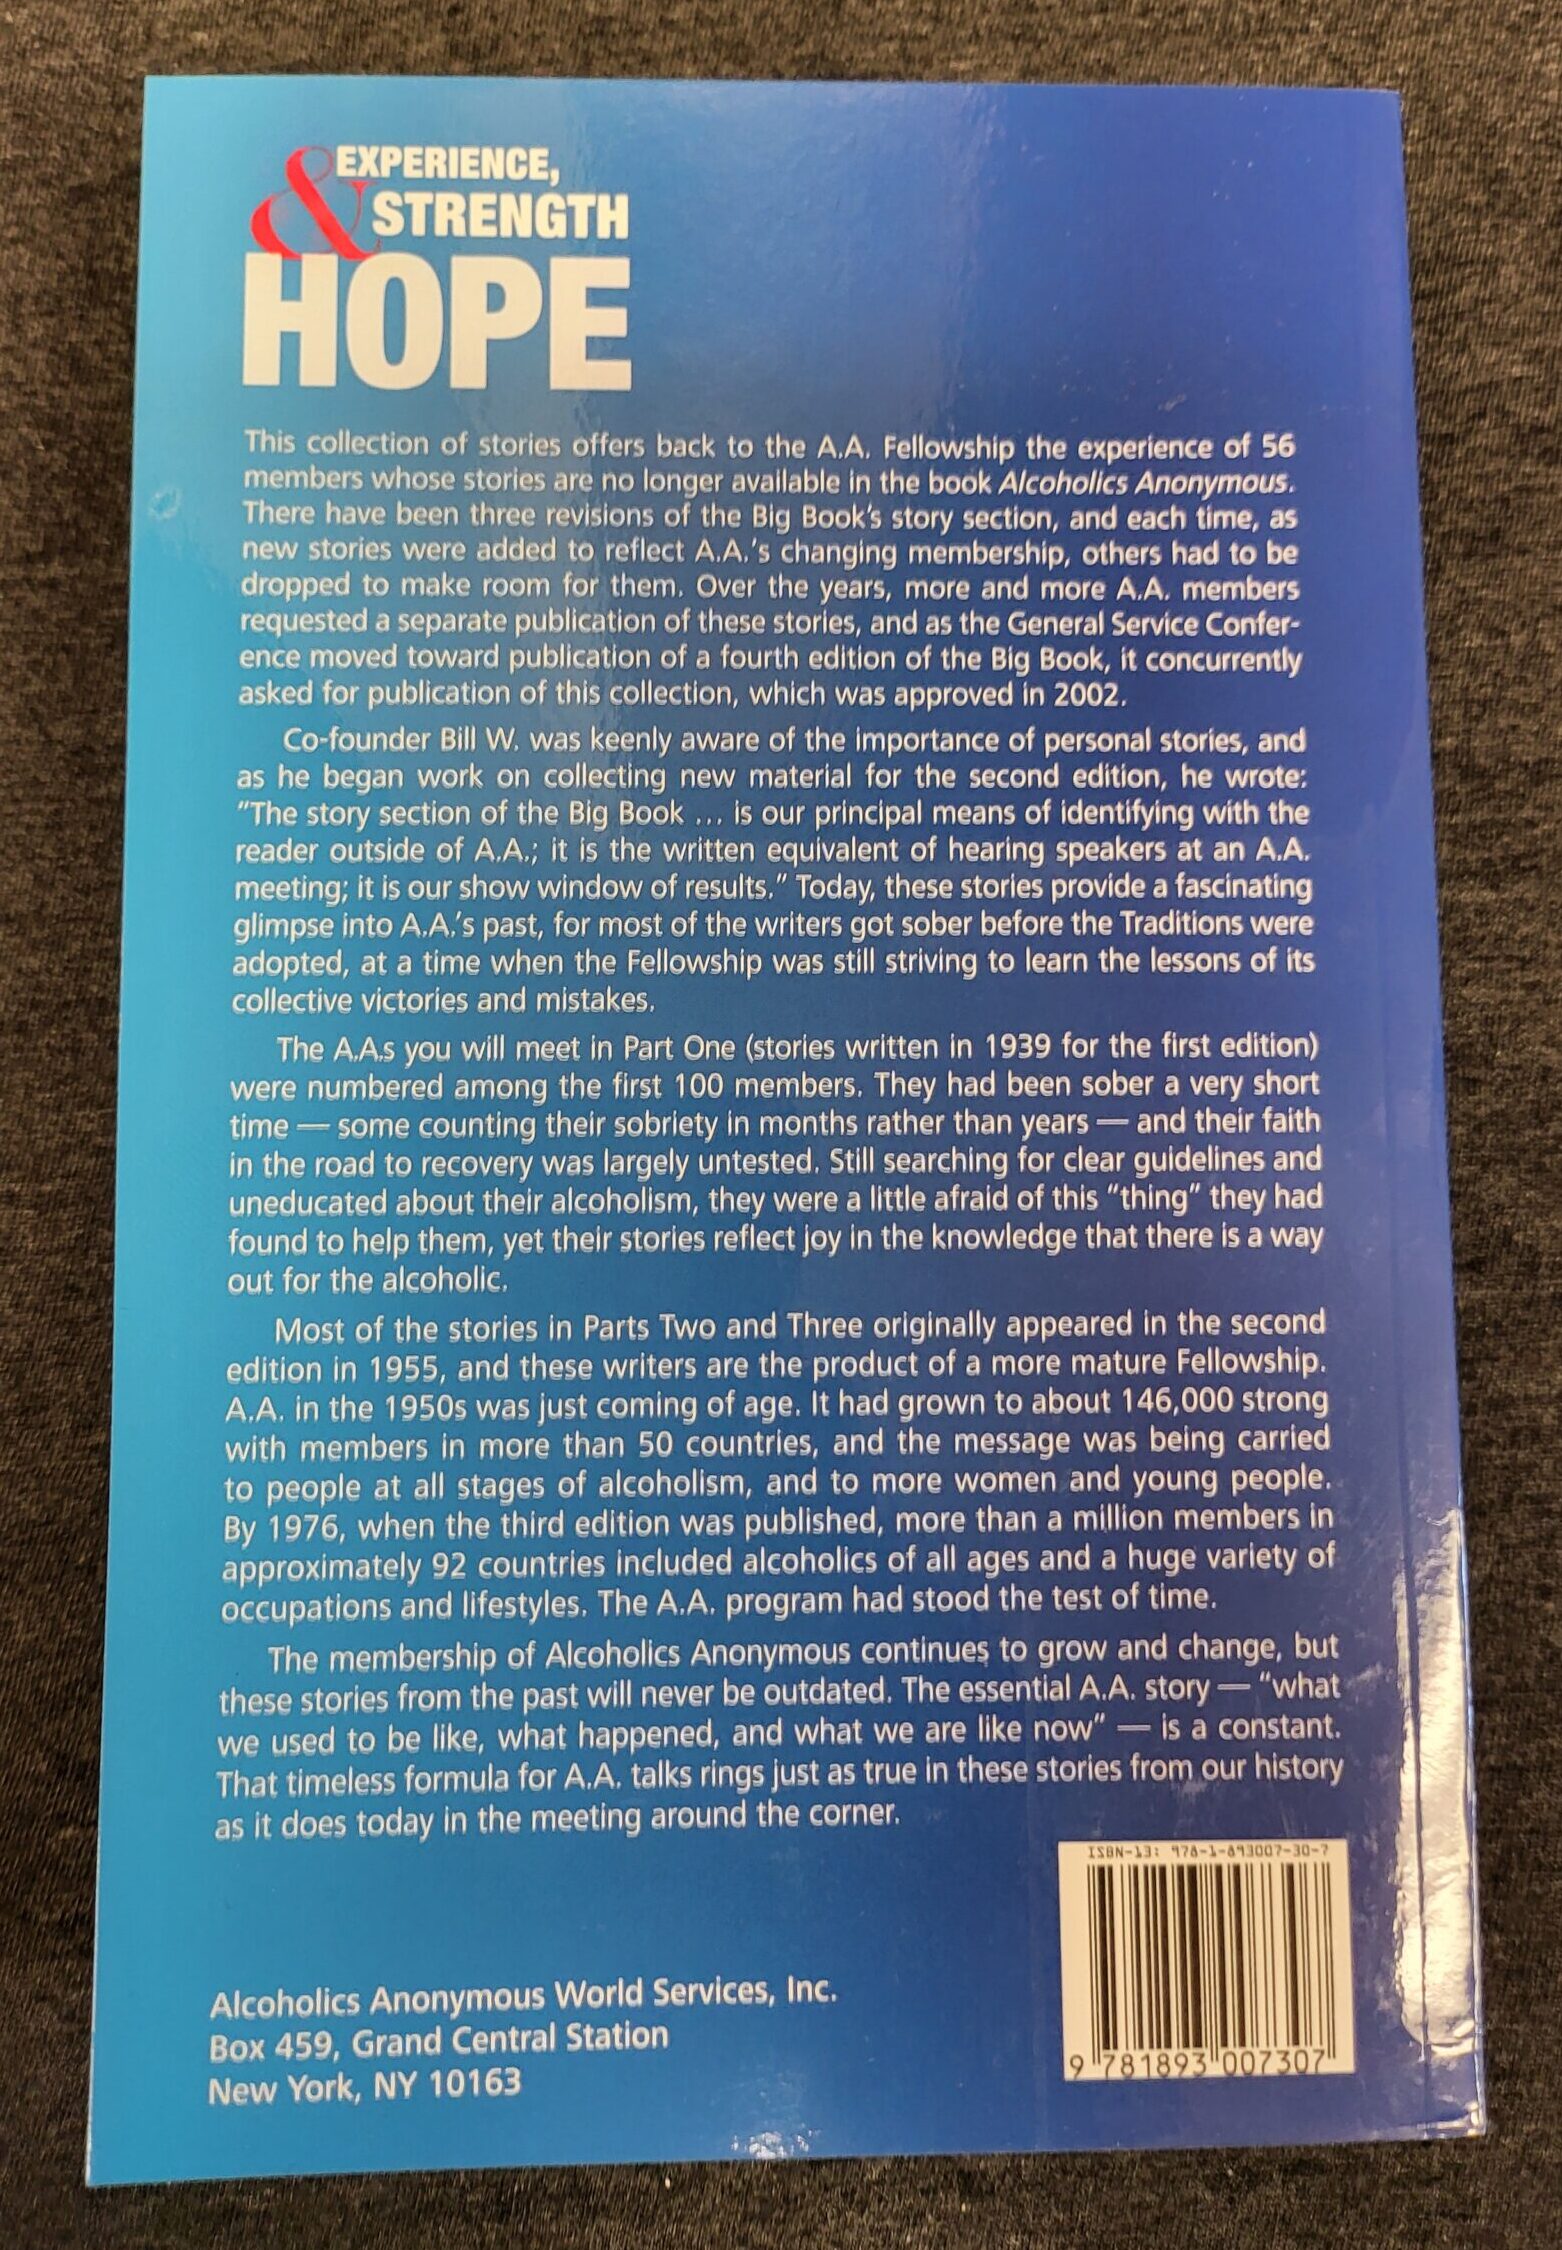 EXPERIENCE,
& STRENGTH
HOPE
This collection of stories offers back to the A.A. Fellowship the experience of 56
members whose stories are no longer available in the book Alcoholics Anonymous.
There have been three revisions of the Big Book's story section, and each time, as
new stories were added to reflect A.A.'s changing membership, others had to be
dropped to make room for them. Over the years, more and more A.A. members
requested a separate publication of these stories, and as the General Service Confer-
ence moved toward publication of a fourth edition of the Big Book, it concurrently
asked for publication of this collection, which was approved in 2002.
Co-founder Bill W. was keenly aware of the importance of personal stories, and
as he began work on collecting new material for the second edition, he wrote:
"The story section of the Big Book ... is our principal means of identifying with the
reader outside of A.A.; it is the written equivalent of hearing speakers at an A.A.
meeting; it is our show window of results." Today, these stories provide a fascinating
glimpse into A.A.'s past, for most of the writers got sober before the Traditions were
adopted, at a time when the Fellowship was still striving to learn the lessons of its
collective victories and mistakes.
The A.A.s you will meet in Part One (stories written in 1939 for the first edition)
were numbered among the first 100 members. They had been sober a very short
time — some counting their sobriety in months rather than years — and their faith
in the road to recovery was largely untested. Still searching for clear guidelines and
uneducated about their alcoholism, they were a little afraid of this "thing" they had
found to help them, yet their stories reflect joy in the knowledge that there is a way
out for the alcoholic.
Most of the stories in Parts Two and Three originally appeared in the second
edition in 1955, and these writers are the product of a more mature Fellowship.
A.A. in the 1950s was just coming of age. It had grown to about 146,000 strong
with members in more than 50 countries, and the message was being carried
to people at all stages of alcoholism, and to more women and young people.
By 1976, when the third edition was published, more than a million members in
approximately 92 countries included alcoholics of all ages and a huge variety of
occupations and lifestyles. The A.A. program had stood the test of time.
The membership of Alcoholics Anonymous continues to grow and change, but
these stories from the past will never be outdated. The essential A.A. story — "what
we used to be like, what happened, and what we are like now" — is a constant.
That timeless formula for A.A. talks rings just as true in these stories from our history
as it does today in the meeting around the corner.
ISBN-13: 978-1-893007-30-7
9 781893 007307
Alcoholics Anonymous World Services, Inc.
Box 459, Grand Central Station
New York, NY 10163